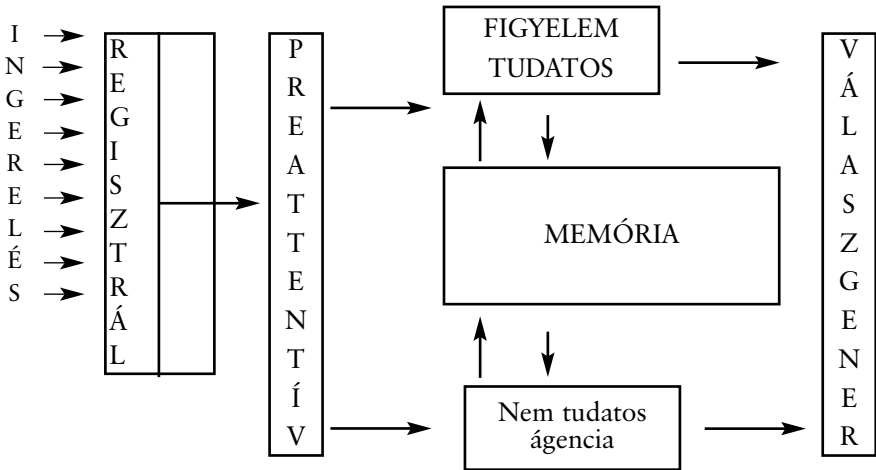 INGERELÉS
REGISZTRÁL
PREATTENTÍV
FIGYELEM
TUDATOS
MEMÓRIA
Nem tudatos
ágencia
VÁLASZGENER